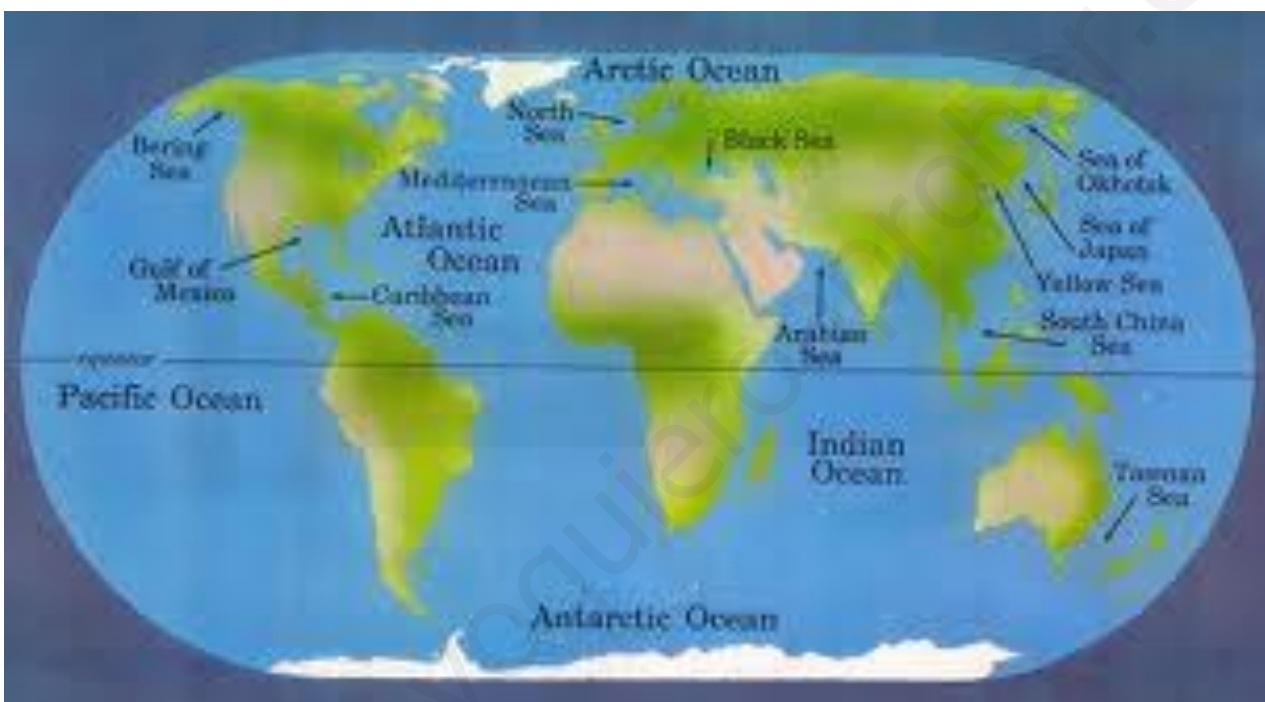 Arctic Ocean
North
Sea
Black Sea
Bering
Sea
Sea of
Okhotsk
Mediterranean
Sea
Atlantic
Ocean
Sea of
Japan
Gulf of
Mexico
Caribbean
Sea
Yellow Sea
Arabian
Sea
South China
Sea
equator
Pacific Ocean
Indian
Ocean
Tasman
Sea
Antarctic Ocean